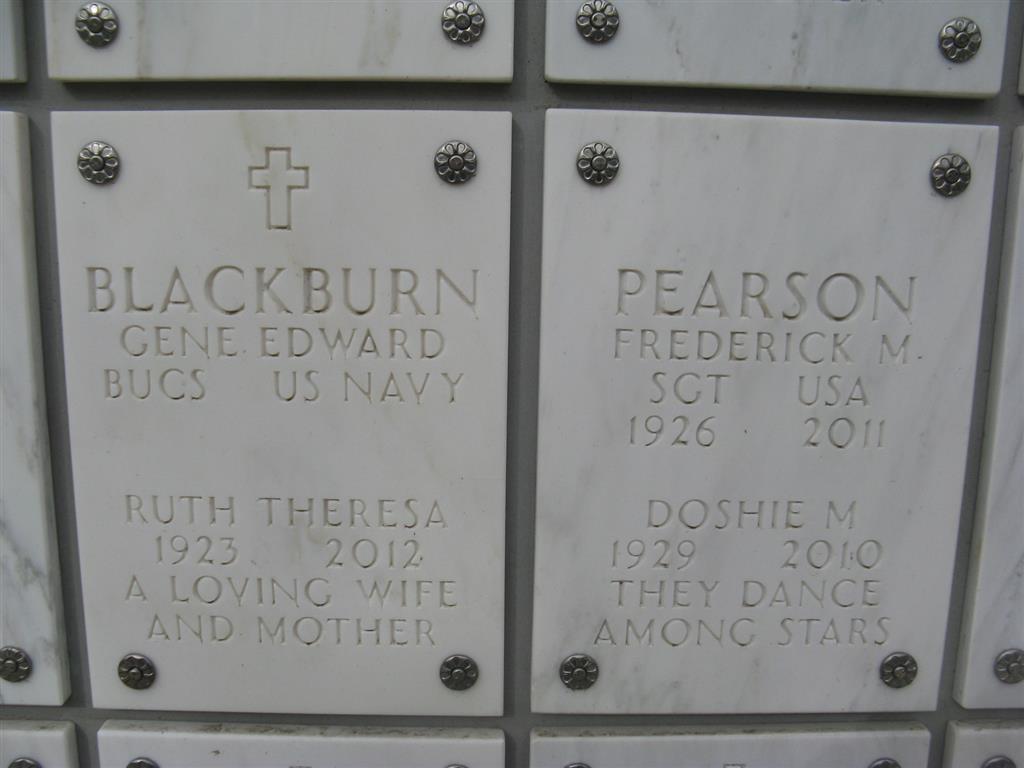 BLACKBURN
GENE EDWARD
BUGS US NAVY
RUTH THERESA
1923 2012
A LOVING WIFE
AND MOTHER
PEARSON
FREDERICK M
SGT USA
1926 2011
DOSHIE M
1929 2010
THEY DANCE
AMONG STARS